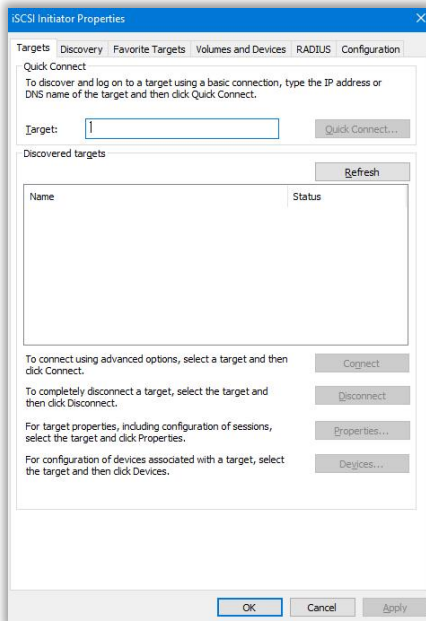 iSCSI Initiator Properties
Targets Discovery Favorite Targets Volumes and Devices RADIUS Configuration
Quick Connect
To discover and log on to a target using a basic connection, type the IP address or
DNS name of the target and then click Quick Connect.
Target:
Quick Connect...
Discovered targets
Refresh
Name Status
To connect using advanced options, select a target and then
click Connect.
Connect
To completely disconnect a target, select the target and
then click Disconnect.
Disconnect
For target properties, including configuration of sessions,
select the target and click Properties.
Properties...
For configuration of devices associated with a target, select
the target and then click Devices.
Devices...
OK Cancel Apply